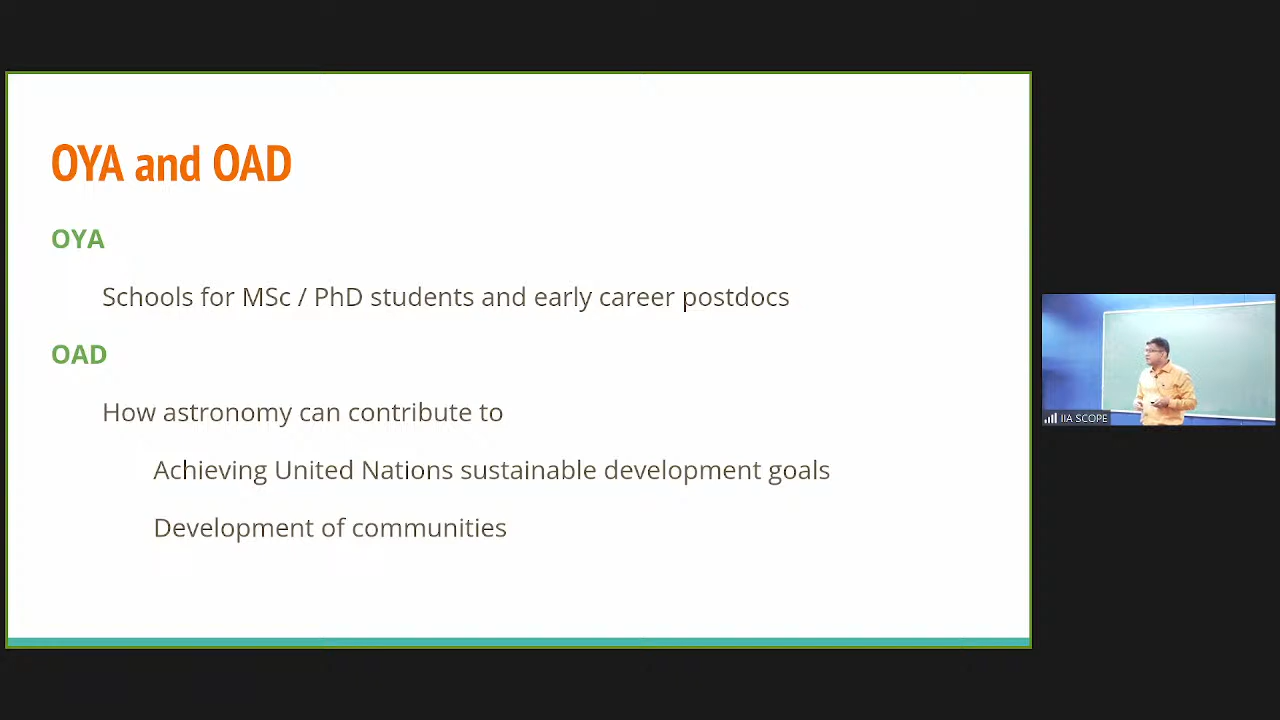 OYA and OAD
OYA
Schools for MSc / PhD students and early career postdocs
OAD
How astronomy can contribute to
Achieving United Nations sustainable development goals
Development of communities
IIA SCOPE